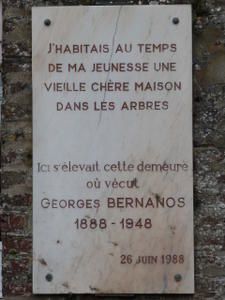 J'HABITAIS AU TEMPS
DE MA JEUNESSE UNE
VIEILLE CHÈRE MAISON
DANS LES ARBRES
ICI S'ÉLEVAIT CETTE DEMEURE
OÙ VÉCUT
GEORGES BERNANOS
1888-1948
26 JUIN 1988